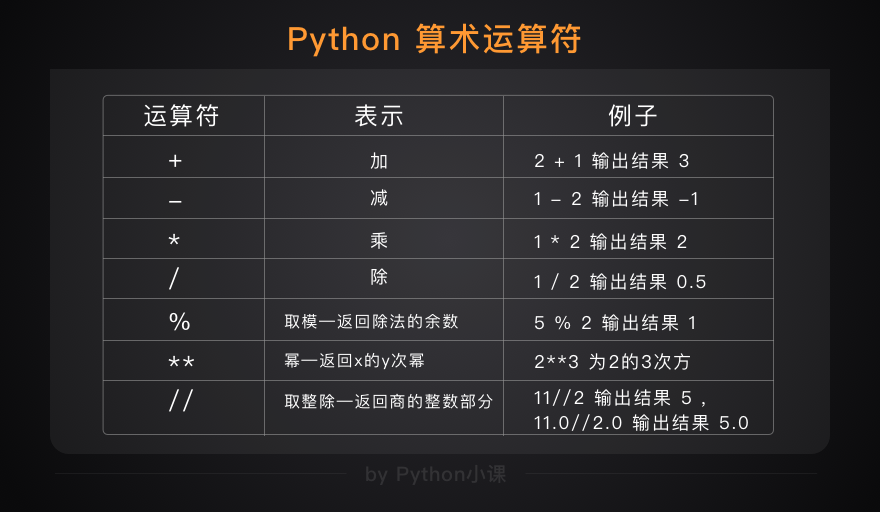 Python 算术运算符
运算符 表示 例子
+ 加 2 + 1 输出结果 3
– 减 1 – 2 输出结果 –1
* 乘 1 * 2 输出结果 2
/ 除 1 / 2 输出结果 0.5
% 取模—返回除法的余数 5 % 2 输出结果 1
** 幂—返回x的y次幂 2**3 为2的3次方
// 取整除—返回商的整数部分 11//2 输出结果 5 ,
11.0//2.0 输出结果 5.0
by Python小课